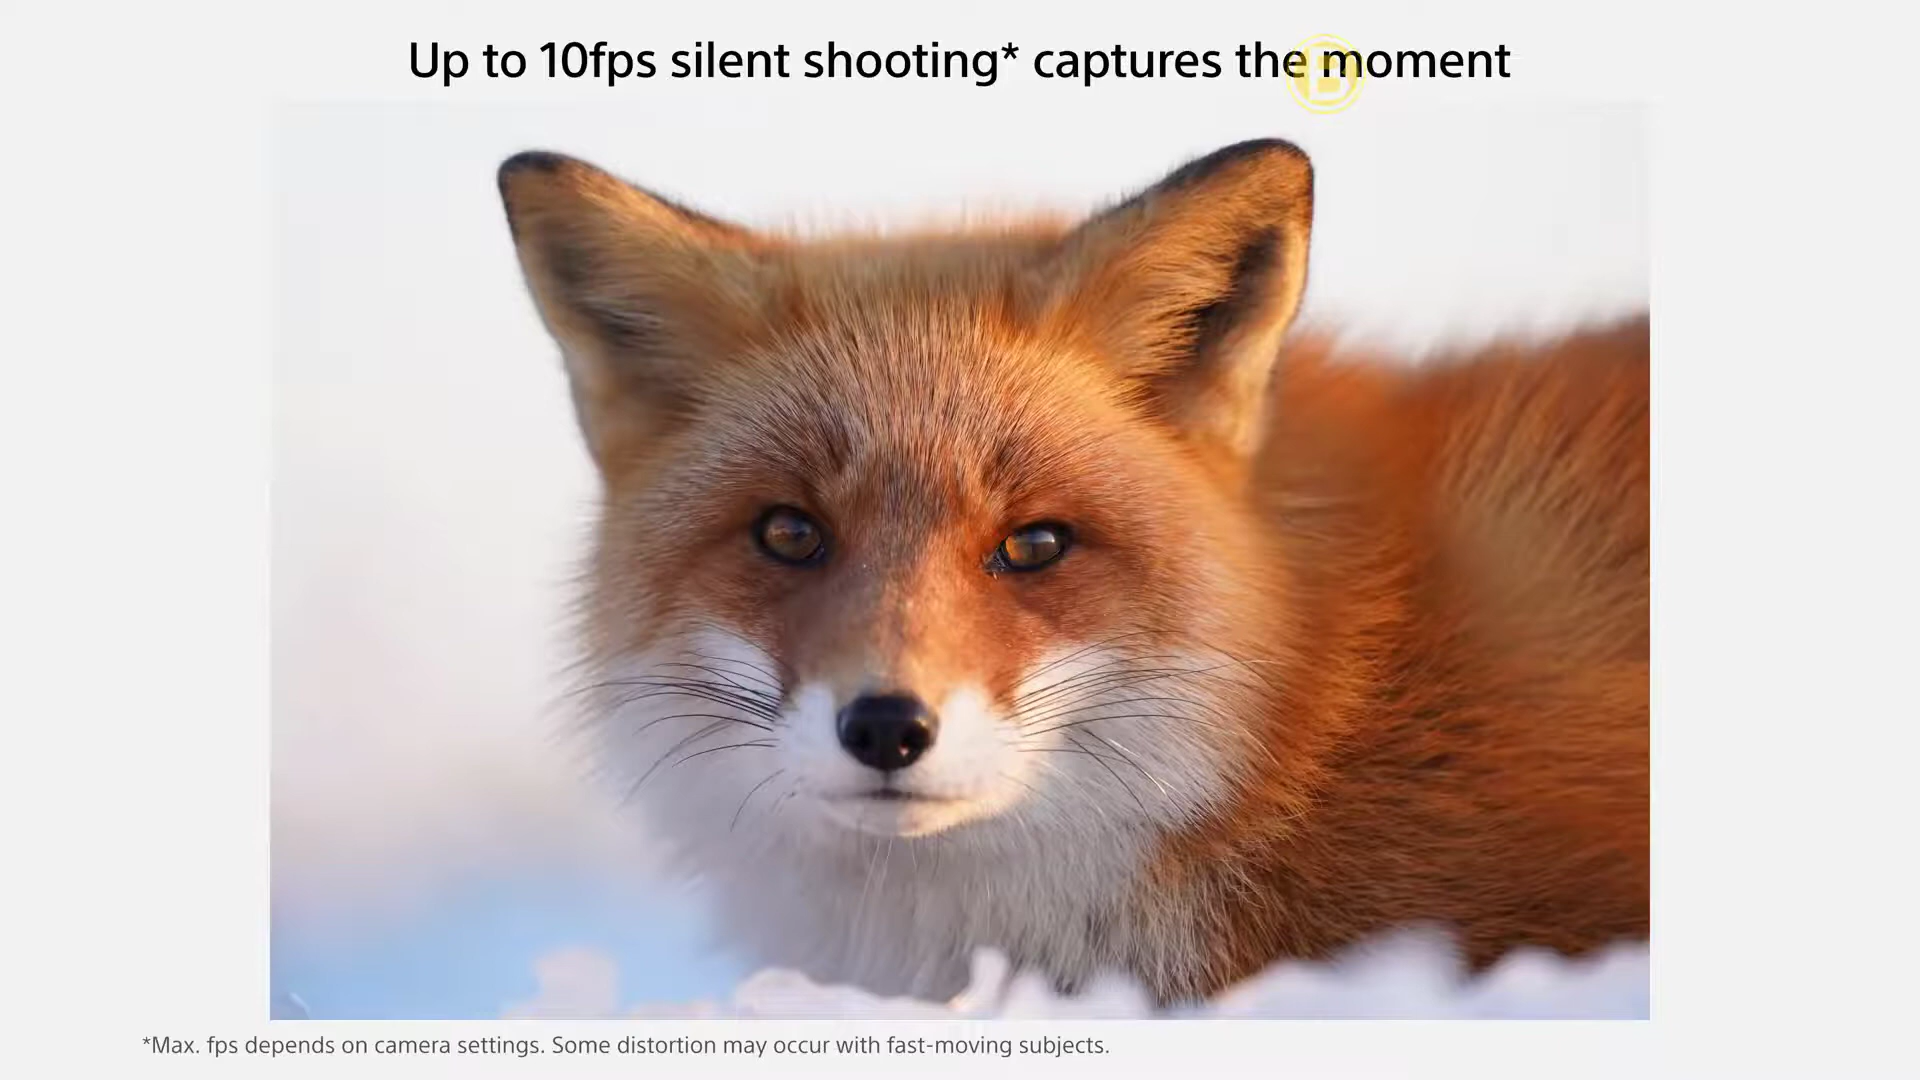 Up to 10fps silent shooting* captures the moment
B
*Max. fps depends on camera settings. Some distortion may occur with fast-moving subjects.